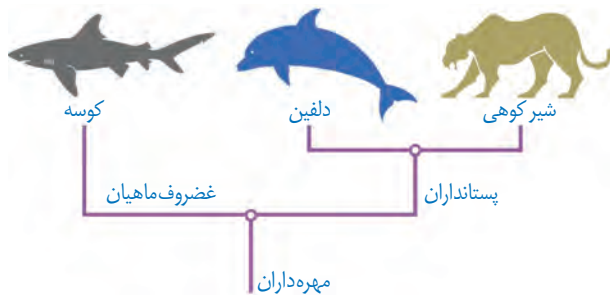 شیر کوهی
دلفین
کوسه
پستانداران
غضروف‌ماهیان
مهره‌داران